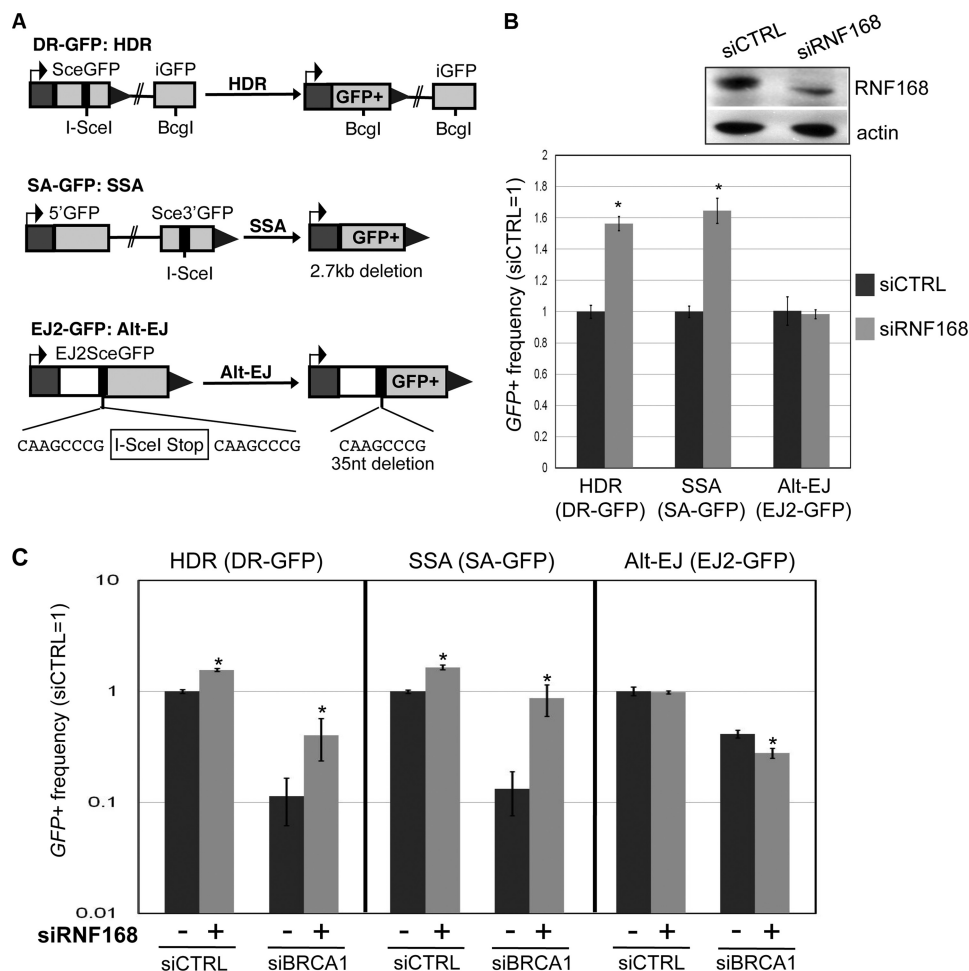 A
DR-GFP: HDR
SceGFP
iGFP
I-SceI
BcgI
HDR
iGFP
GFP+
BcgI
BcgI
SA-GFP: SSA
5'GFP
Sce3'GFP
I-SceI
SSA
GFP+
2.7kb deletion
EJ2-GFP: Alt-EJ
EJ2SceGFP
Alt-EJ
GFP+
CAAGCCCG I-SceI Stop CAAGCCCG
CAAGCCCG
35nt deletion
B
siCTRL siRNF168
RNF168
actin
GFP+ frequency (siCTRL=1)
2
1.8
1.6
1.4
1.2
1
0.8
0.6
0.4
0.2
0
*
*
siCTRL
siRNF168
HDR (DR-GFP)
SSA (SA-GFP)
Alt-EJ (EJ2-GFP)
C
HDR (DR-GFP) SSA (SA-GFP) Alt-EJ (EJ2-GFP)
GFP+ frequency (siCTRL=1)
10
1
0.1
0.01
* * * * *
siRNF168 - + - + - + - + - + - +
siCTRL siBRCA1 siCTRL siBRCA1 siCTRL siBRCA1